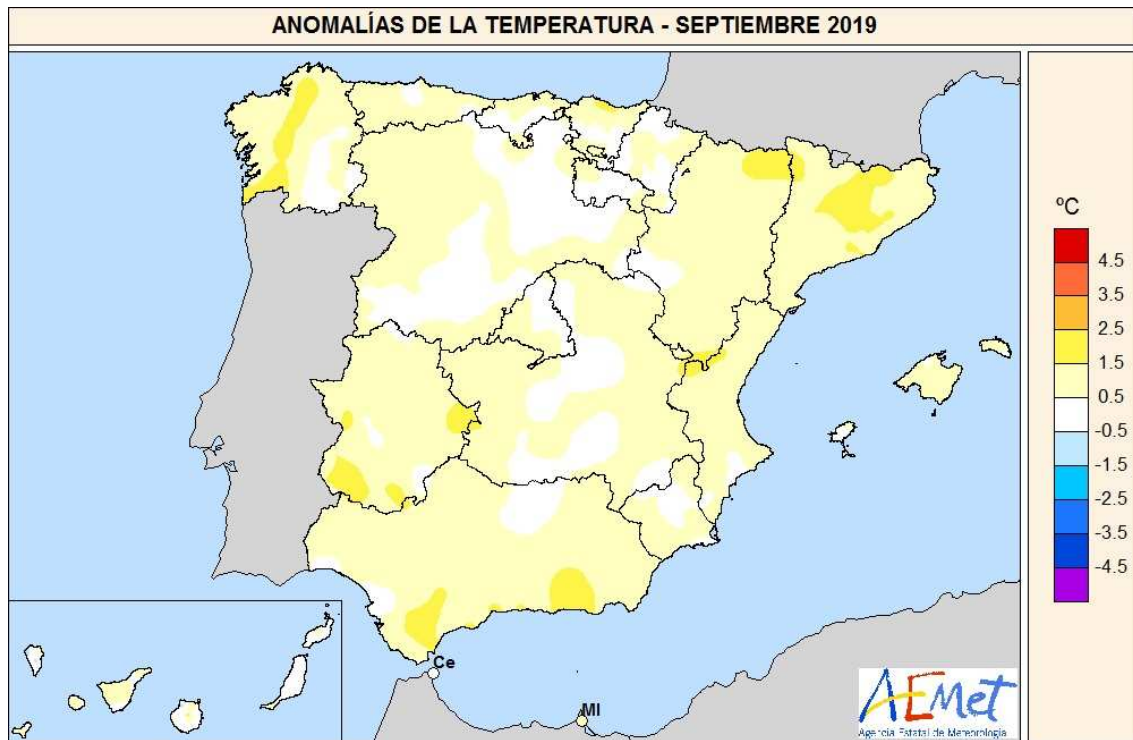 ANOMALÍAS DE LA TEMPERATURA - SEPTIEMBRE 2019
ºC
4.5
3.5
2.5
1.5
0.5
-0.5
-1.5
-2.5
-3.5
-4.5
Ce
Ml
AEMet
Agencia Estatal de Meteorología